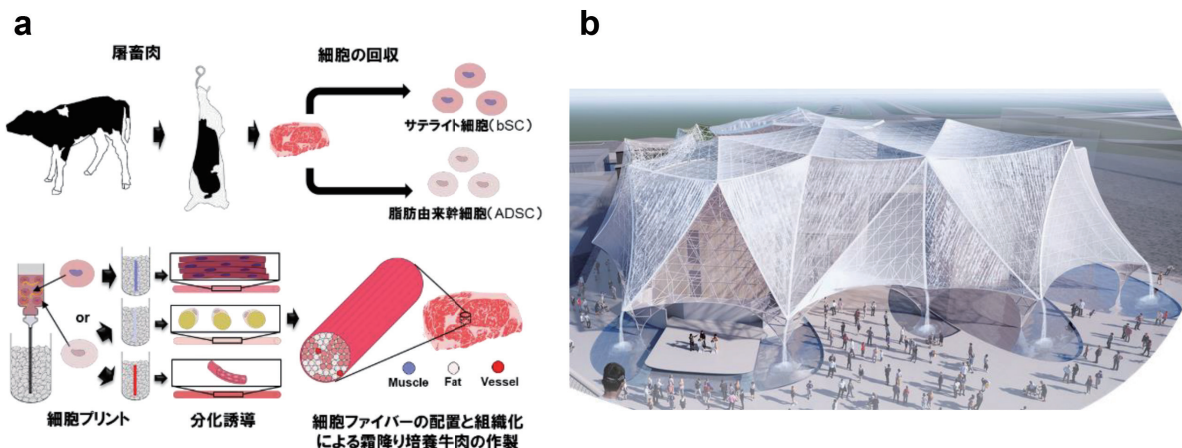 a
b
屠畜肉
細胞の回収
サテライト細胞(bSC)
脂肪由来幹細胞(ADSC)
or
Muscle
Fat
Vessel
細胞プリント
分化誘導
細胞ファイバーの配置と組織化
による霜降り培養牛肉の作製